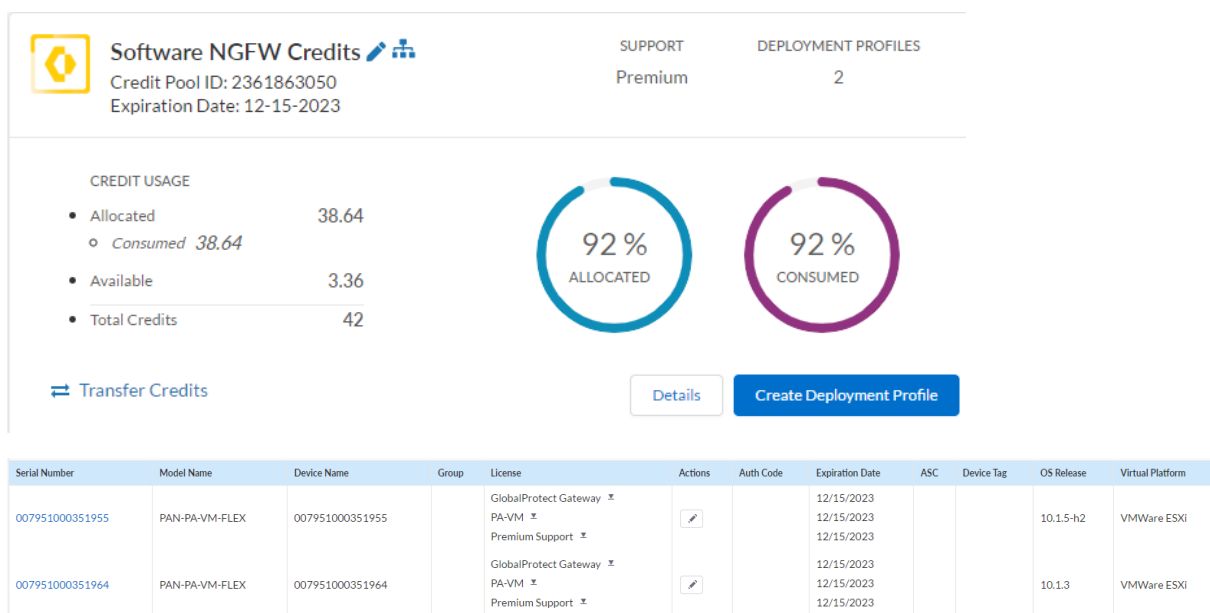 Software NGFW Credits
SUPPORT DEPLOYMENT PROFILES
Credit Pool ID: 2361863050
Premium 2
Expiration Date: 12-15-2023
CREDIT USAGE
Allocated 38.64
Consumed 38.64
Available 3.36
Total Credits 42
92 %
ALLOCATED
92 %
CONSUMED
Transfer Credits
Details
Create Deployment Profile
Serial Number Model Name Device Name Group License Actions Auth Code Expiration Date ASC Device Tag OS Release Virtual Platform
GlobalProtect Gateway 12/15/2023
007951000351955 PAN-PA-VM-FLEX 007951000351955 PA-VM 12/15/2023 10.1.5-h2 VMWare ESXi
Premium Support 12/15/2023
GlobalProtect Gateway 12/15/2023
007951000351964 PAN-PA-VM-FLEX 007951000351964 PA-VM 12/15/2023 10.1.3 VMWare ESXi
Premium Support 12/15/2023